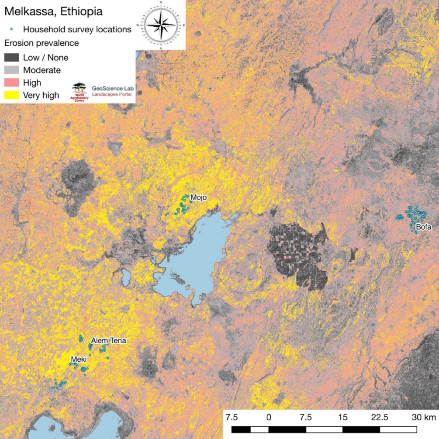 Melkassa, Ethiopia
Household survey locations
Erosion prevalence
Low / None
Moderate
High
Very high
GeoScience Lab
Landscapes Portal
Mojo
Bofa
Alem-Tena
Meki
7.5 0 7.5 15 22.5 30 km